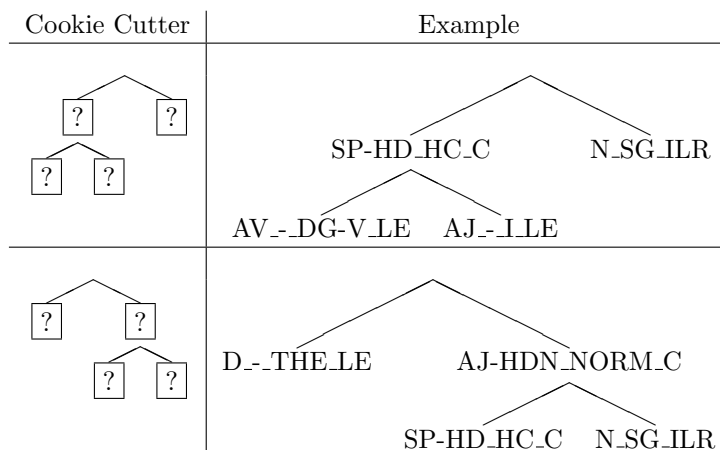 Cookie Cutter Example
? ?
SP-HD_HC_C N_SG_ILR
? ?
AV_-_DG-V_LE AJ_-_I_LE
? ?
D_-_THE_LE AJ-HDN_NORM_C
? ?
SP-HD_HC_C N_SG_ILR